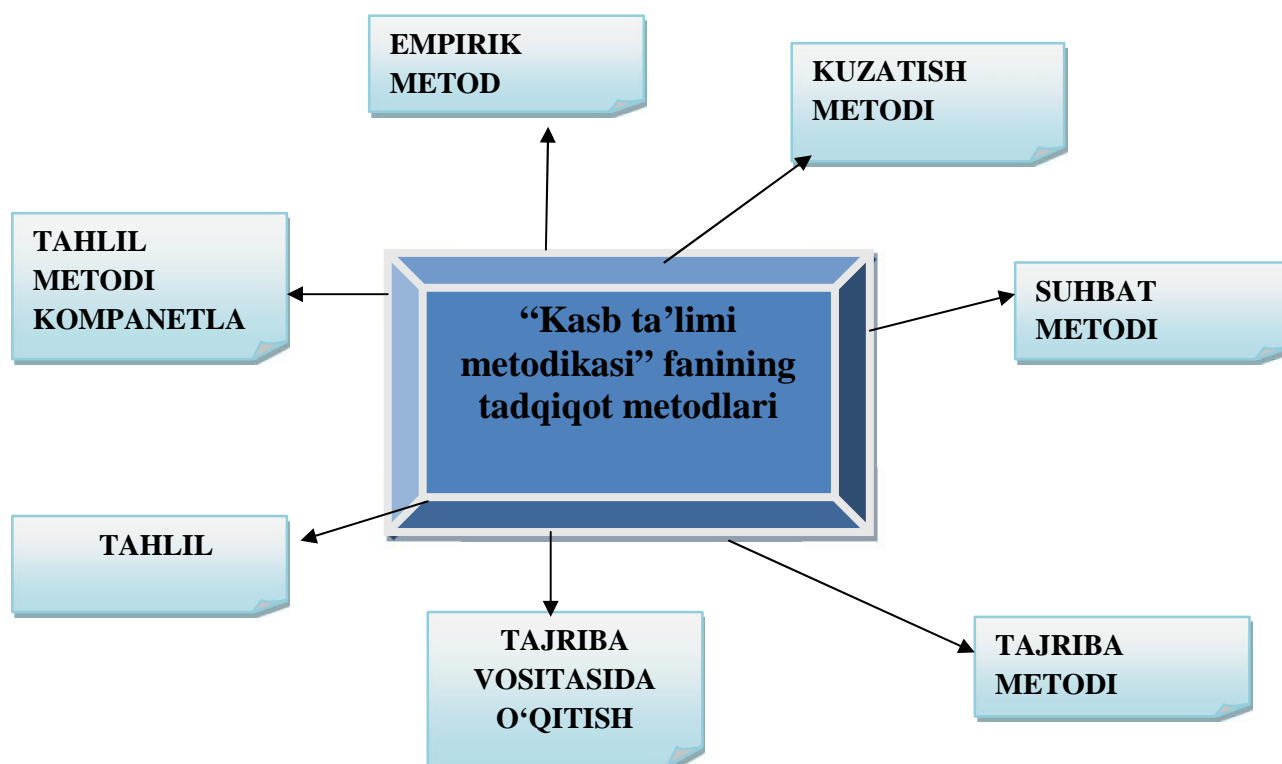 EMPIRIK
METOD
KUZATISH
METODI
TAHLIL
METODI
KOMPANETLA
SUHBAT
METODI
“Kasb ta’limi
metodikasi” fanining
tadqiqot metodlari
TAHLIL
TAJRIBA
VOSITASIDA
O‘QITISH
TAJRIBA
METODI